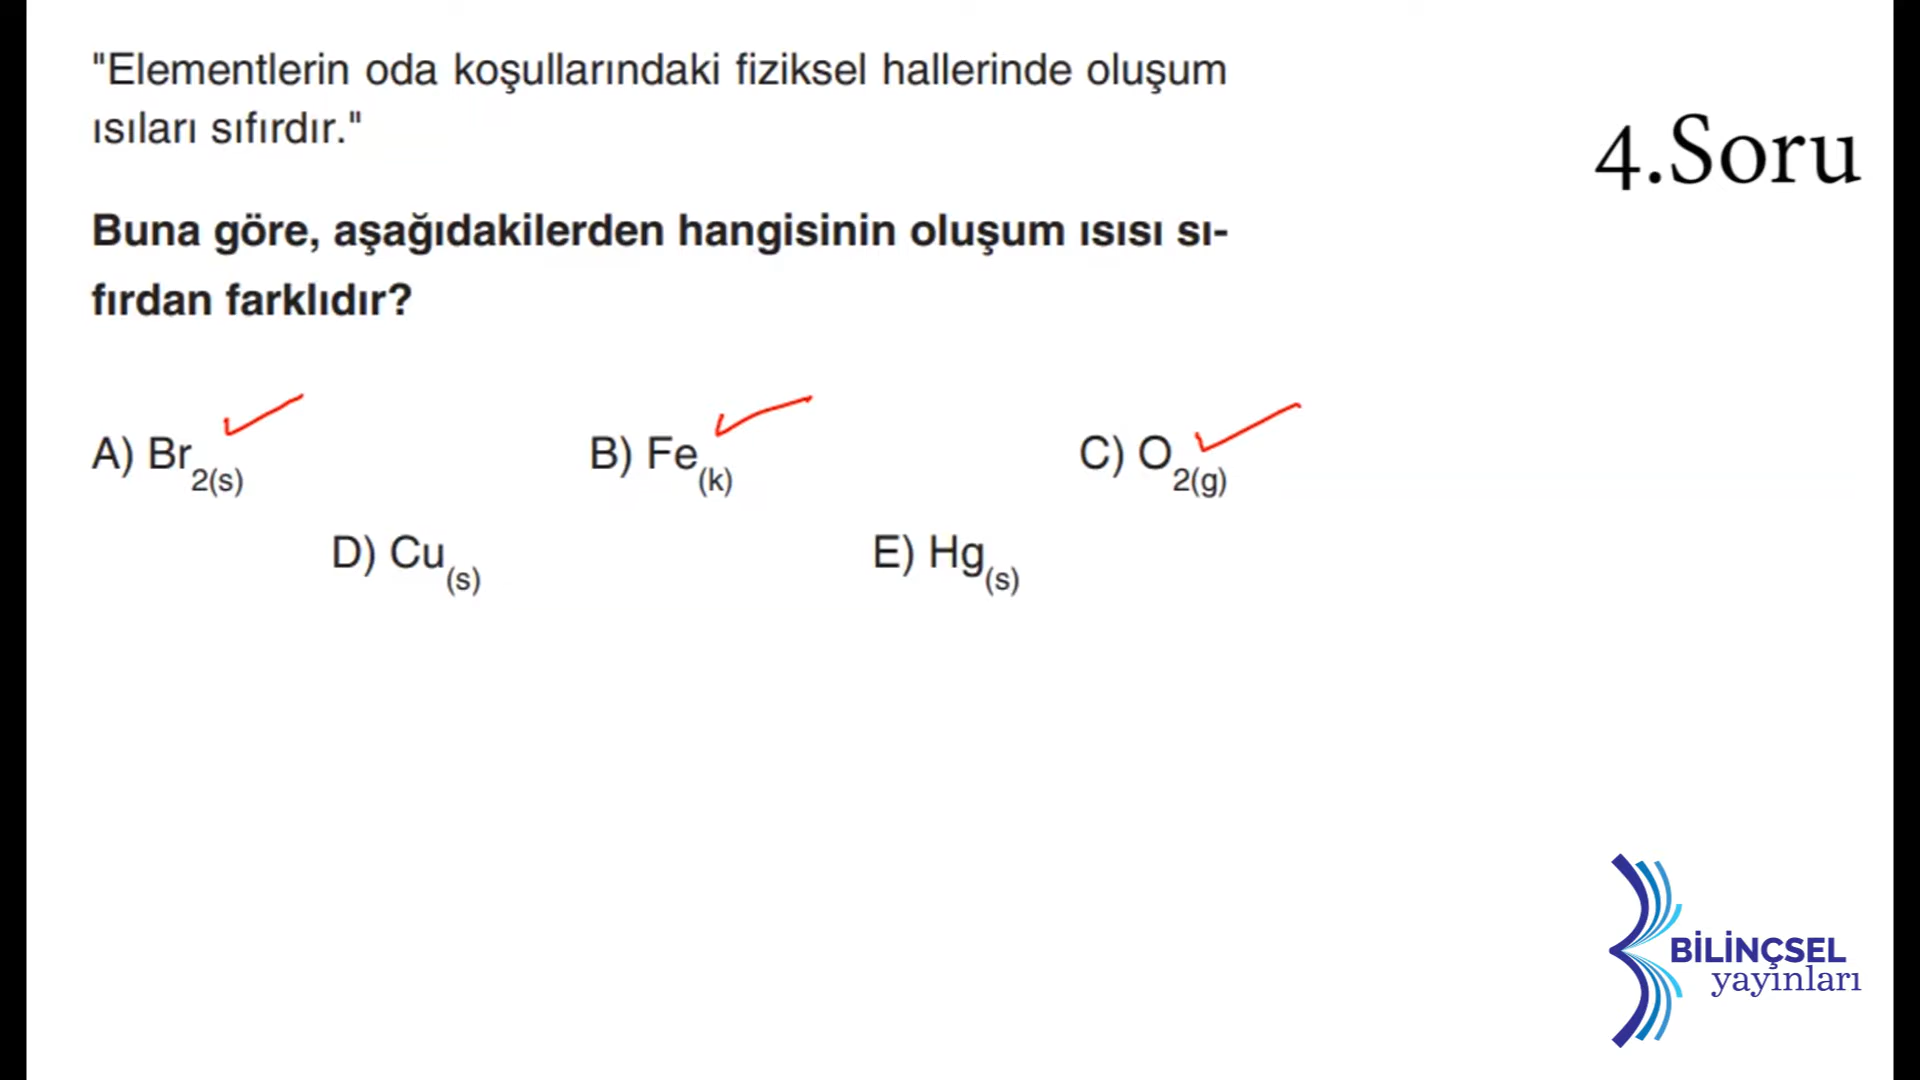 "Elementlerin oda koşullarındaki fiziksel hallerinde oluşum
ısıları sıfırdır."
4.Soru
Buna göre, aşağıdakilerden hangisinin oluşum ısısı sı-
fırdan farklıdır?
A) Br2(s) B) Fe(k) C) O2(g)
D) Cu(s) E) Hg(s)
BİLİNÇSEL
yayınları